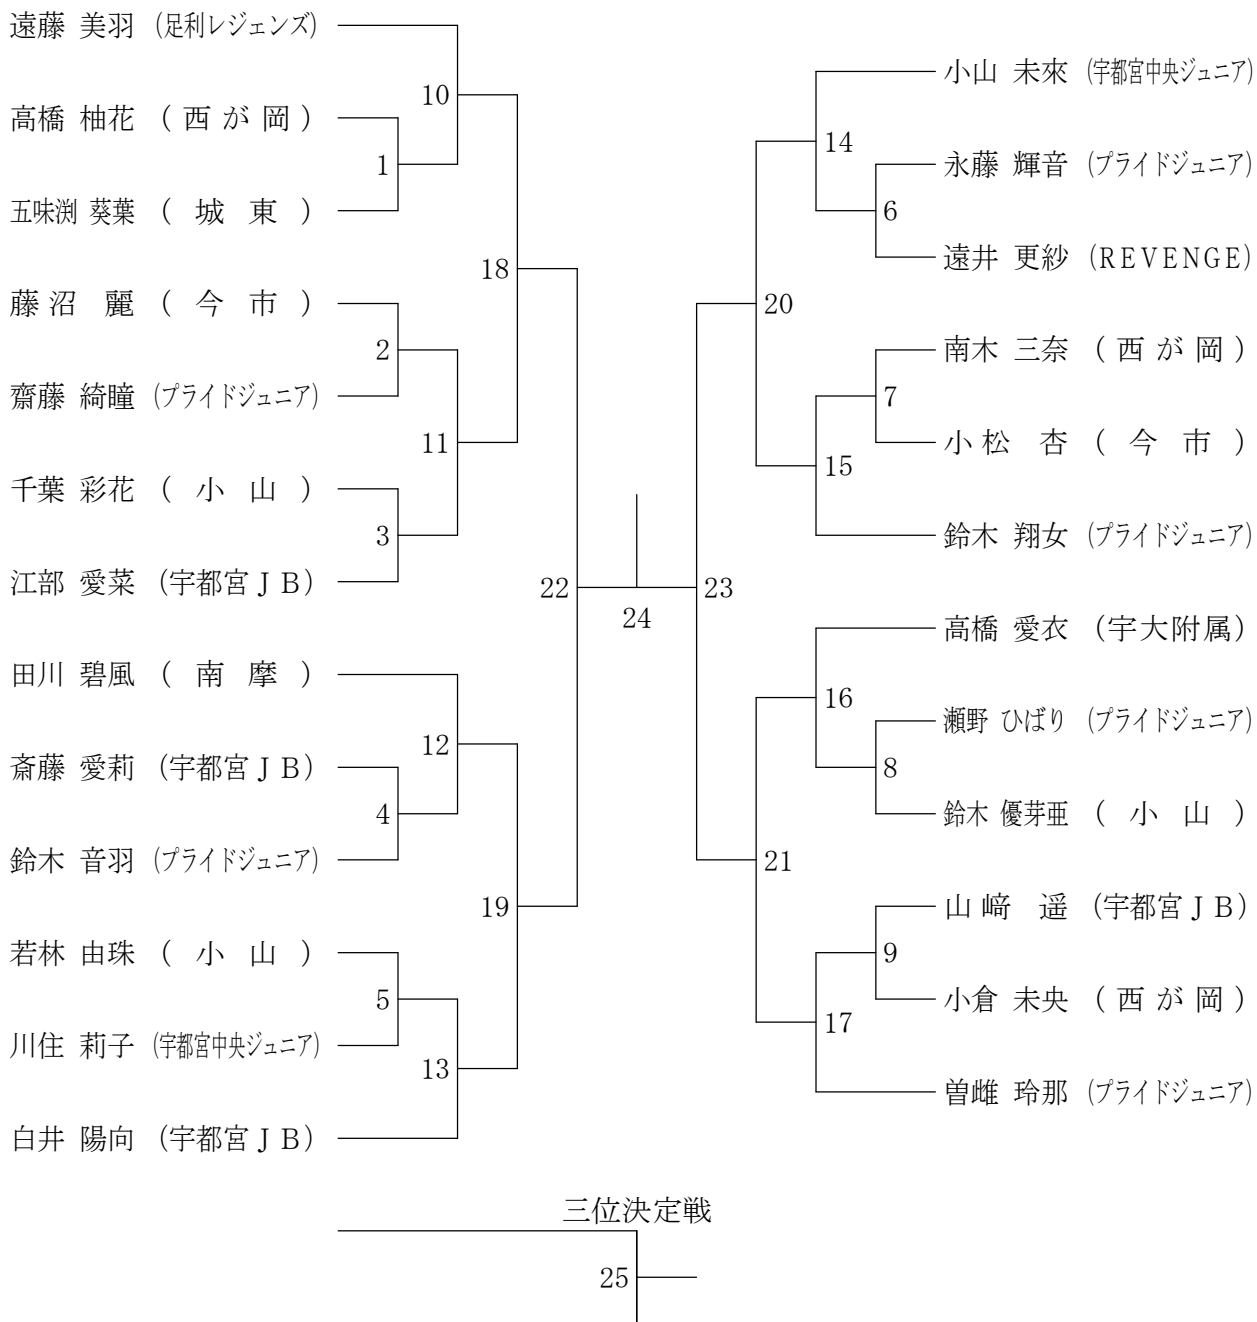 遠藤 美羽 (足利レジェンズ)
10
高橋 柚花 (西が岡)
1
五味渕 葵葉 (城東)
18
藤沼 麗 (今市)
2
齋藤 綺瞳 (プライドジュニア)
11
千葉 彩花 (小山)
3
江部 愛菜 (宇都宮ＪＢ)
22
田川 碧風 (南摩)
12
斎藤 愛莉 (宇都宮ＪＢ)
4
鈴木 音羽 (プライドジュニア)
19
若林 由珠 (小山)
5
川住 莉子 (宇都宮中央ジュニア)
13
白井 陽向 (宇都宮ＪＢ)
24
小山 未來 (宇都宮中央ジュニア)
14
永藤 輝音 (プライドジュニア)
6
遠井 更紗 (REVENGE)
20
南木 三奈 (西が岡)
7
小松 杏 (今市)
15
鈴木 翔女 (プライドジュニア)
23
高橋 愛衣 (宇大附属)
16
瀬野 ひばり (プライドジュニア)
8
鈴木 優芽亜 (小山)
21
山﨑 遥 (宇都宮ＪＢ)
9
小倉 未央 (西が岡)
17
曽雌 玲那 (プライドジュニア)
三位決定戦
25